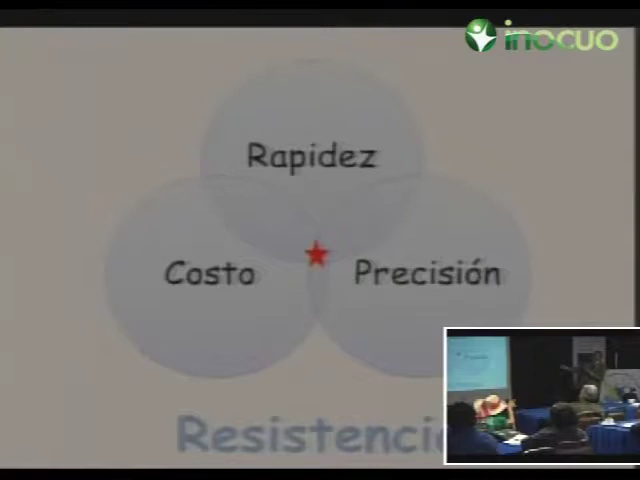 inocuo
Rapidez
Costo
Precisión
Resistenci